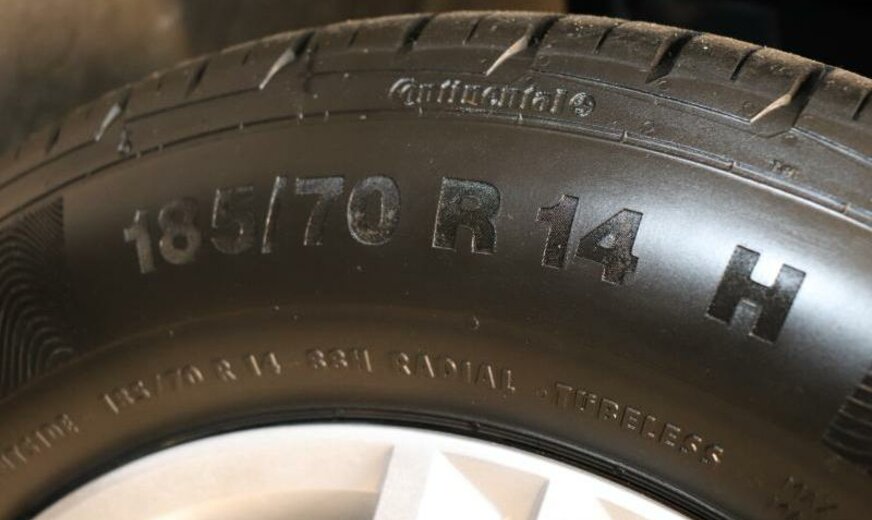 Continental
185/70 R 14 H
185/70 R 14 88H RADIAL TUBELESS